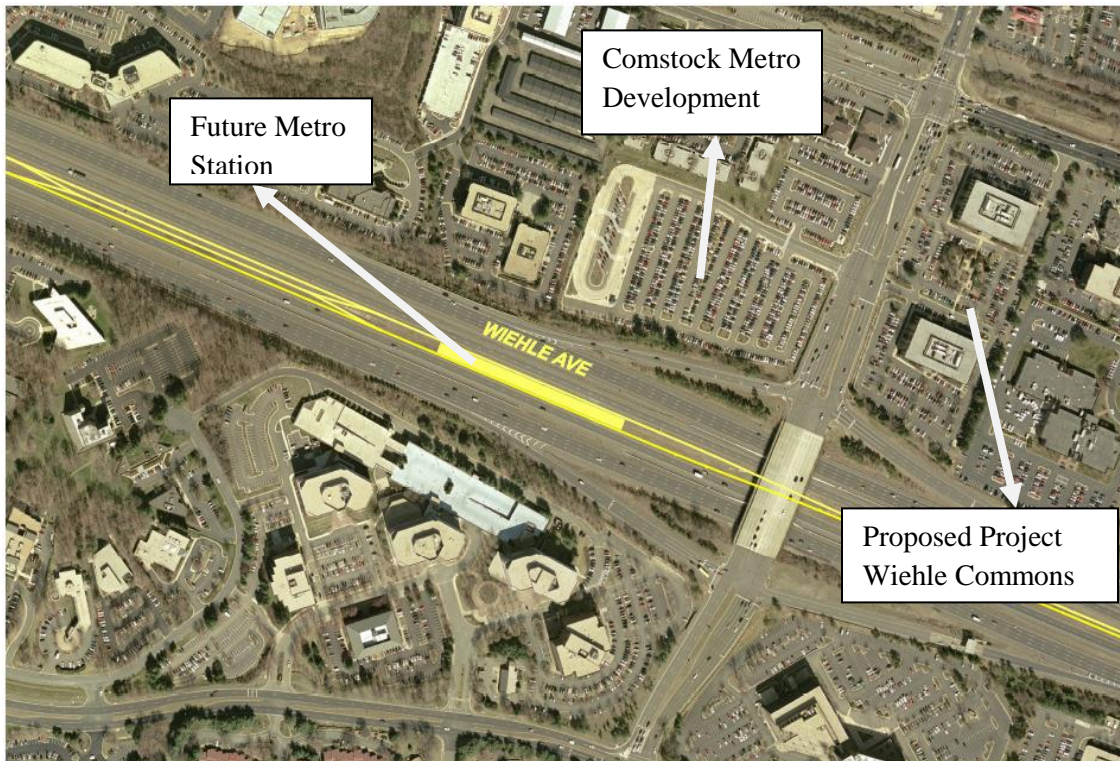 Comstock Metro
Development
Future Metro
Station
WIEHLE AVE
Proposed Project
Wiehle Commons